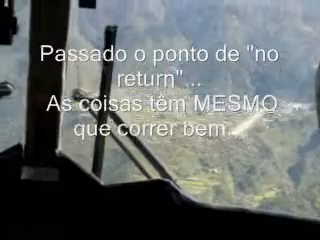 Passado o ponto de "no
return" ..
As coisas têm MESMO
que correr bem...